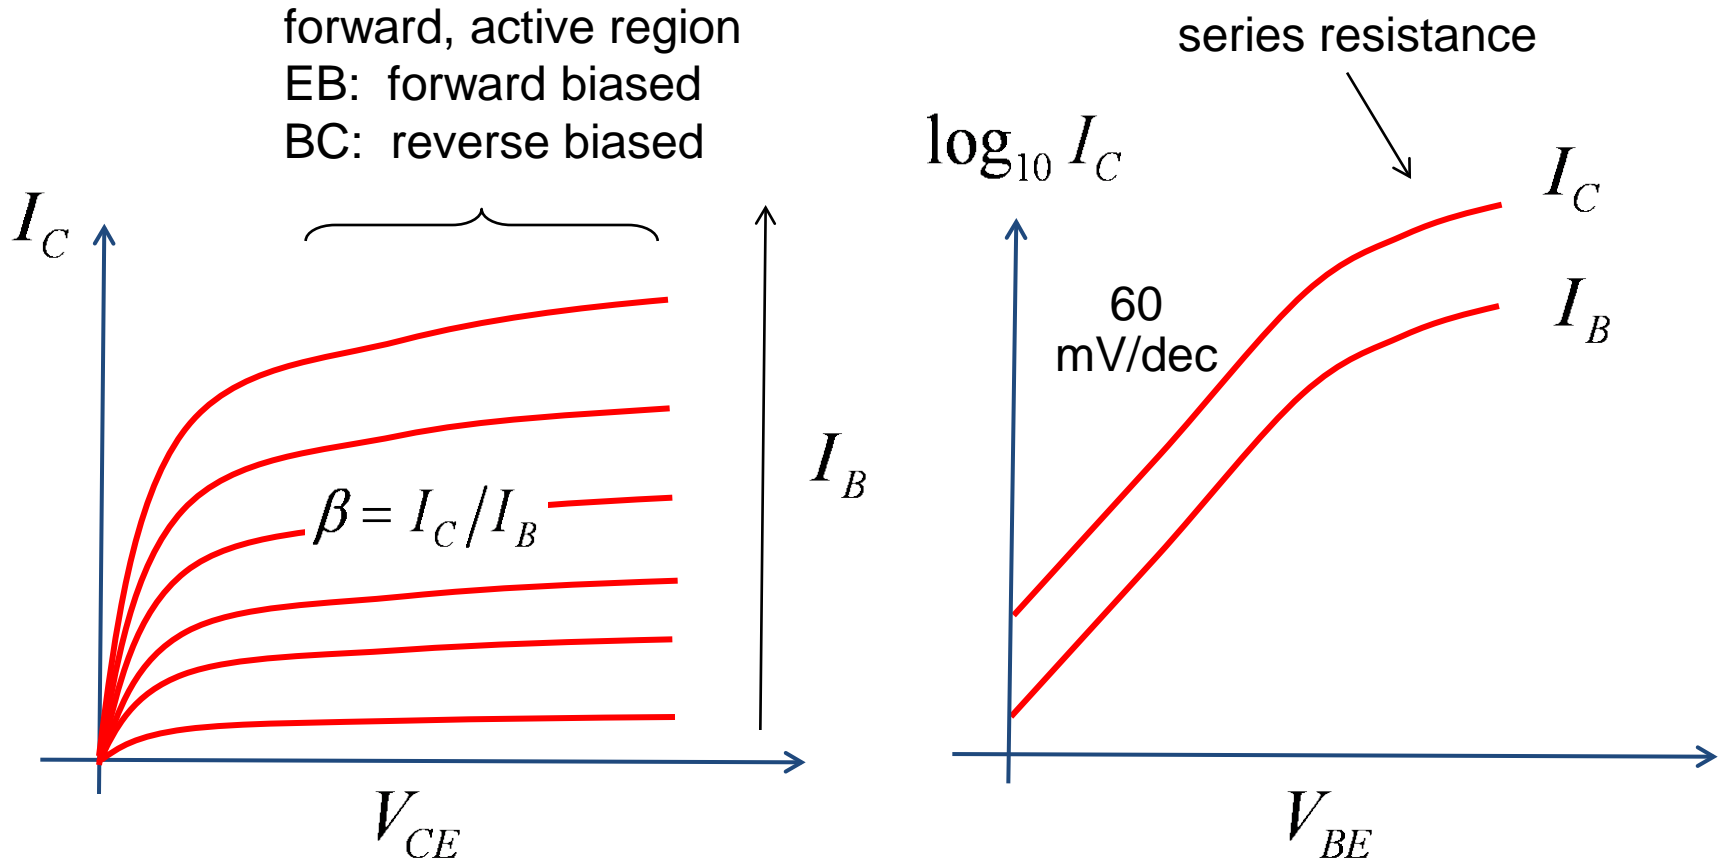 forward, active region
EB: forward biased
BC: reverse biased
I_C
β = I_C/I_B
I_B
V_CE
series resistance
log_10 I_C
I_C
60
mV/dec
I_B
V_BE